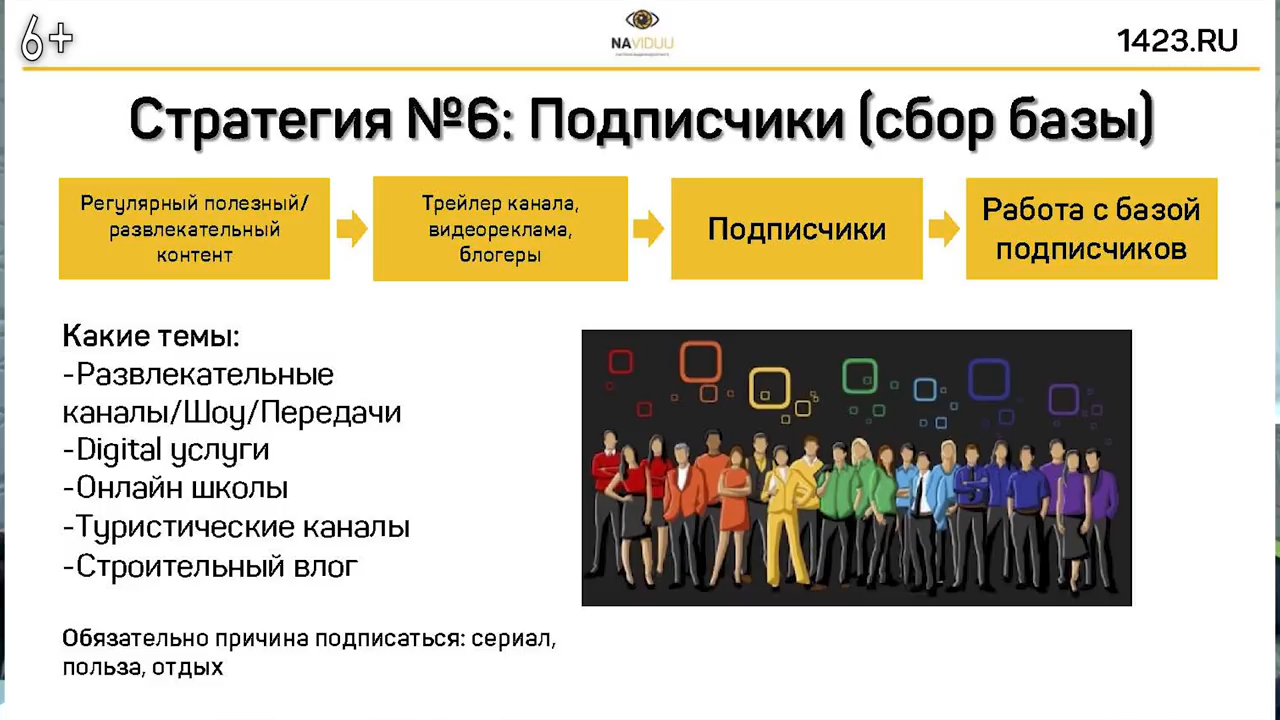 6+
NAVIDUU
1423.RU
Стратегия №6: Подписчики (сбор базы)
Регулярный полезный/
развлекательный
контент
Трейлер канала,
видеореклама,
блогеры
Подписчики
Работа с базой
подписчиков
Какие темы:
-Развлекательные
каналы/Шоу/Передачи
-Digital услуги
-Онлайн школы
-Туристические каналы
-Строительный влог
Обязательно причина подписаться: сериал,
польза, отдых